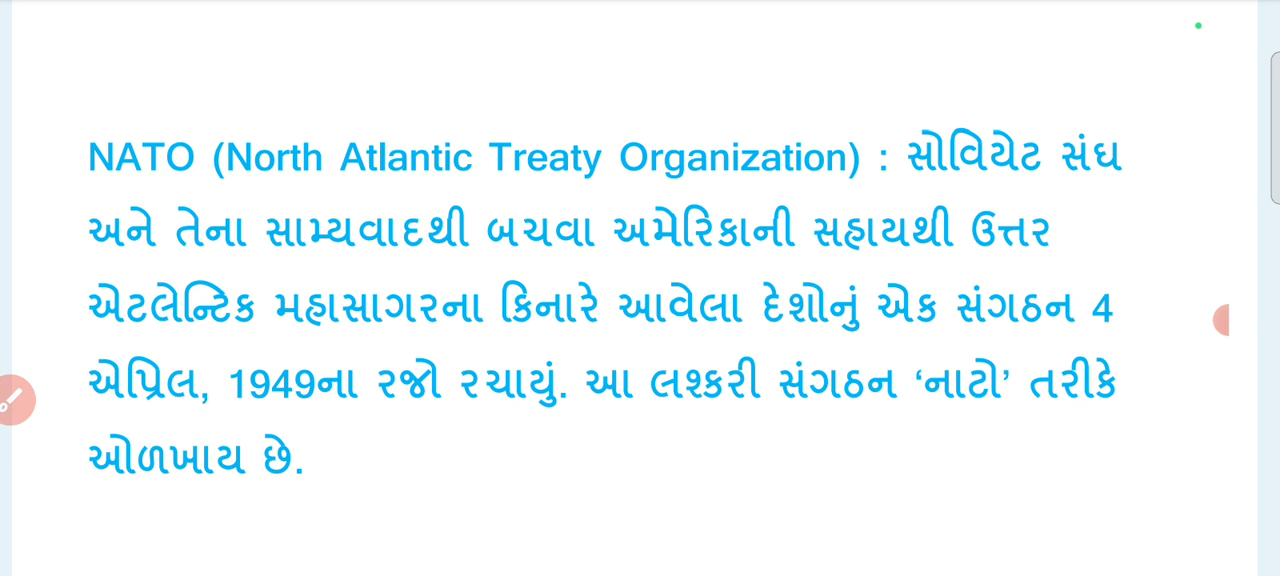 NATO (North Atlantic Treaty Organization) : સોવિયેટ સંઘ
અને તેના સામ્યવાદથી બચવા અમેરિકાની સહાયથી ઉત્તર
એટલેન્ટિક મહાસાગરના કિનારે આવેલા દેશોનું એક સંગઠન 4
એપ્રિલ, 1949ના રજો રચાયું. આ લશ્કરી સંગઠન ‘નાટો’ તરીકે
ઓળખાય છે.